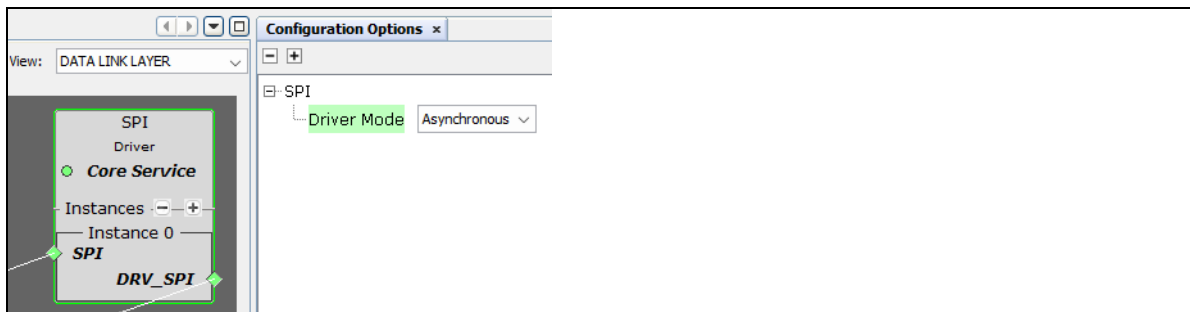 Configuration Options ×
View: DATA LINK LAYER
SPI
Driver Mode Asynchronous
SPI
Driver
Core Service
Instances
Instance 0
SPI
DRV_SPI